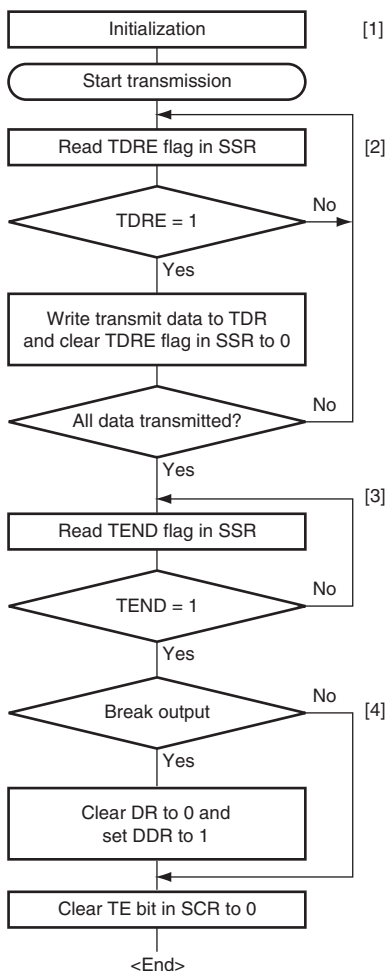 Initialization
[1]
Start transmission
Read TDRE flag in SSR
[2]
TDRE = 1
No
Yes
Write transmit data to TDR
and clear TDRE flag in SSR to 0
All data transmitted?
No
Yes
[3]
Read TEND flag in SSR
TEND = 1
No
Yes
Break output
No
[4]
Yes
Clear DR to 0 and
set DDR to 1
Clear TE bit in SCR to 0
<End>